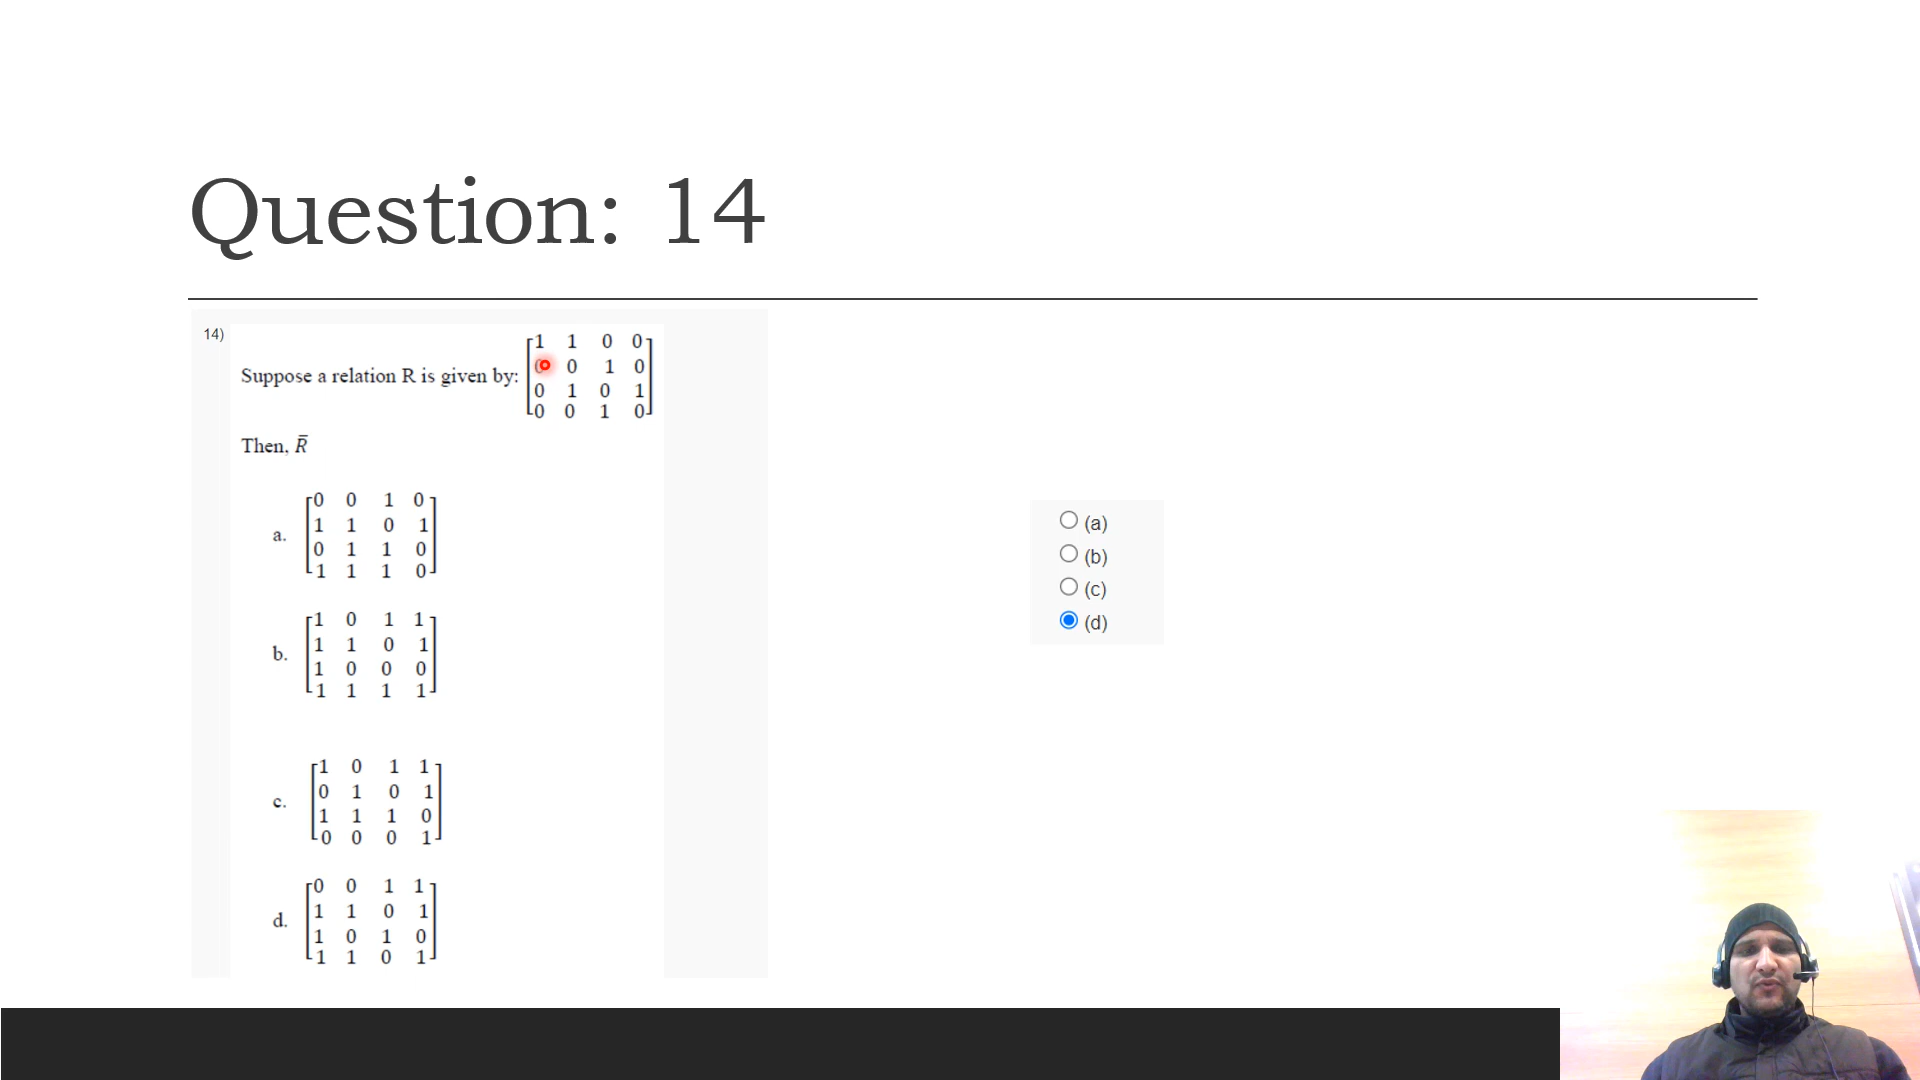 Question: 14
14)
Suppose a relation R is given by:
1 1 0 0
0 0 1 0
0 1 0 1
0 0 1 0
Then, R̄
a.
0 0 1 0
1 1 0 1
0 1 1 0
1 1 1 0
b.
1 0 1 1
1 1 0 1
1 0 0 0
1 1 1 1
c.
1 0 1 1
0 1 0 1
1 1 1 0
0 0 0 1
d.
0 0 1 1
1 1 0 1
1 0 1 0
1 1 0 1
(a)
(b)
(c)
(d)